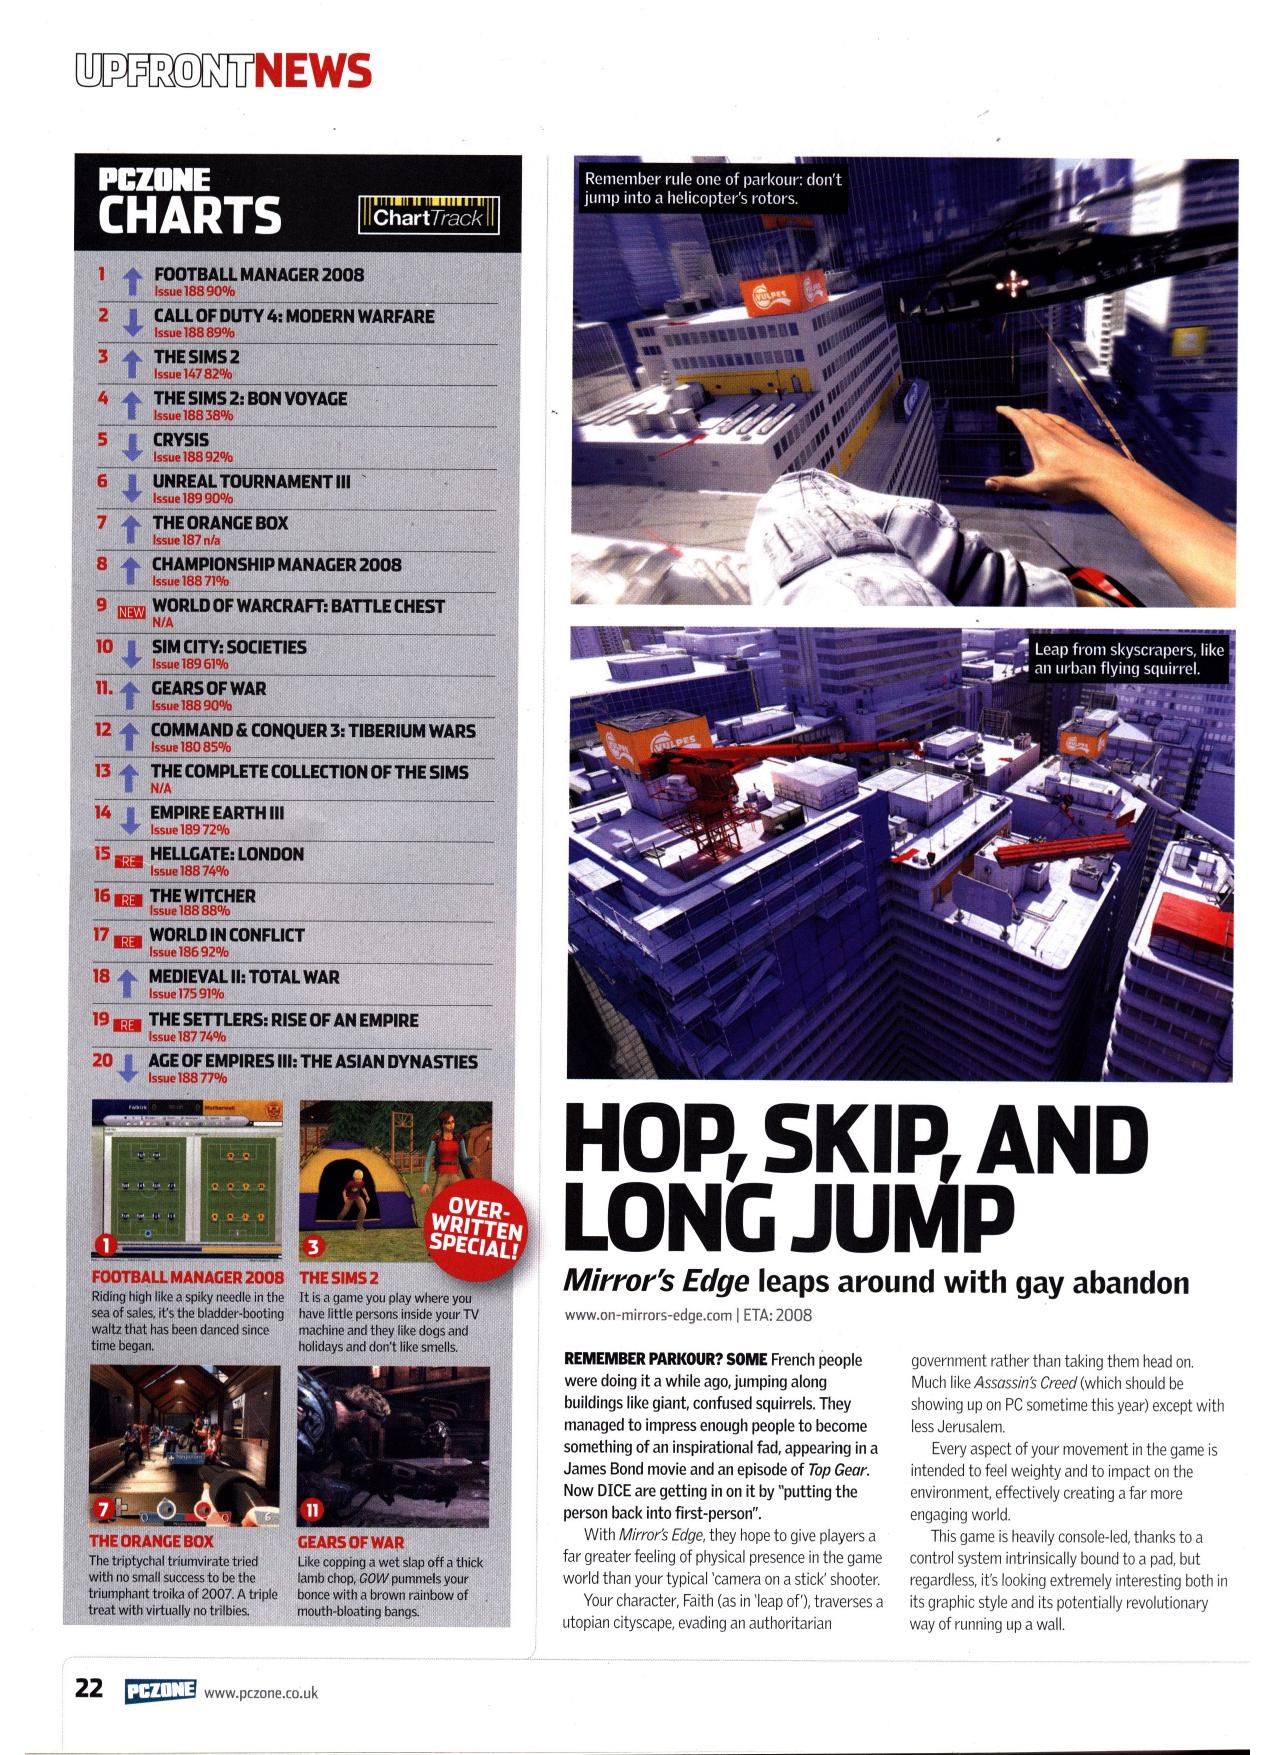 UPFRONTNEWS
PCZONE
CHARTS
ChartTrack
1 FOOTBALL MANAGER 2008
Issue 188 90%
2 CALL OF DUTY 4: MODERN WARFARE
Issue 188 89%
3 THE SIMS 2
Issue 147 82%
4 THE SIMS 2: BON VOYAGE
Issue 188 38%
5 CRYSIS
Issue 188 92%
6 UNREAL TOURNAMENT III
Issue 189 90%
7 THE ORANGE BOX
Issue 187 n/a
8 CHAMPIONSHIP MANAGER 2008
Issue 188 71%
9 NEW WORLD OF WARCRAFT: BATTLE CHEST
N/A
10 SIM CITY: SOCIETIES
Issue 189 61%
11. GEARS OF WAR
Issue 188 90%
12 COMMAND & CONQUER 3: TIBERIUM WARS
Issue 180 85%
13 THE COMPLETE COLLECTION OF THE SIMS
N/A
14 EMPIRE EARTH III
Issue 189 72%
15 RE HELLGATE: LONDON
Issue 188 74%
16 RE THE WITCHER
Issue 188 88%
17 RE WORLD IN CONFLICT
Issue 186 92%
18 MEDIEVAL II: TOTAL WAR
Issue 175 91%
19 RE THE SETTLERS: RISE OF AN EMPIRE
Issue 187 74%
20 AGE OF EMPIRES III: THE ASIAN DYNASTIES
Issue 188 77%
Falkirk
Motherwell
1
3
OVER-
WRITTEN
SPECIAL!
FOOTBALL MANAGER 2008
Riding high like a spiky needle in the
sea of sales, it's the bladder-booting
waltz that has been danced since
time began.
THE SIMS 2
It is a game you play where you
have little persons inside your TV
machine and they like dogs and
holidays and don't like smells.
7
11
THE ORANGE BOX
The triptychal triumvirate tried
with no small success to be the
triumphant troika of 2007. A triple
treat with virtually no trilbies.
GEARS OF WAR
Like copping a wet slap off a thick
lamb chop, GOW pummels your
bonce with a brown rainbow of
mouth-bloating bangs.
Remember rule one of parkour: don't
jump into a helicopter's rotors.
VULPES
Leap from skyscrapers, like
an urban flying squirrel.
VULPES
HOP, SKIP, AND
LONG JUMP
Mirror's Edge leaps around with gay abandon
www.on-mirrors-edge.com | ETA: 2008
REMEMBER PARKOUR? SOME French people
were doing it a while ago, jumping along
buildings like giant, confused squirrels. They
managed to impress enough people to become
something of an inspirational fad, appearing in a
James Bond movie and an episode of Top Gear.
Now DICE are getting in on it by "putting the
person back into first-person".
With Mirror's Edge, they hope to give players a
far greater feeling of physical presence in the game
world than your typical 'camera on a stick' shooter.
Your character, Faith (as in 'leap of'), traverses a
utopian cityscape, evading an authoritarian
government rather than taking them head on.
Much like Assassin's Creed (which should be
showing up on PC sometime this year) except with
less Jerusalem.
Every aspect of your movement in the game is
intended to feel weighty and to impact on the
environment, effectively creating a far more
engaging world.
This game is heavily console-led, thanks to a
control system intrinsically bound to a pad, but
regardless, it's looking extremely interesting both in
its graphic style and its potentially revolutionary
way of running up a wall.
22 PCZONE www.pczone.co.uk